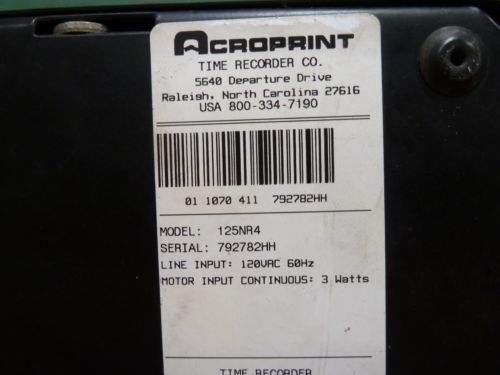 ACROPRINT
TIME RECORDER CO.
5640 Departure Drive
Raleigh, North Carolina 27616
USA 800-334-7190
01 1070 411 792782HH
MODEL: 125NR4
SERIAL: 792782HH
LINE INPUT: 120VAC 60Hz
MOTOR INPUT CONTINUOUS: 3 Watts
TIME RECORDER